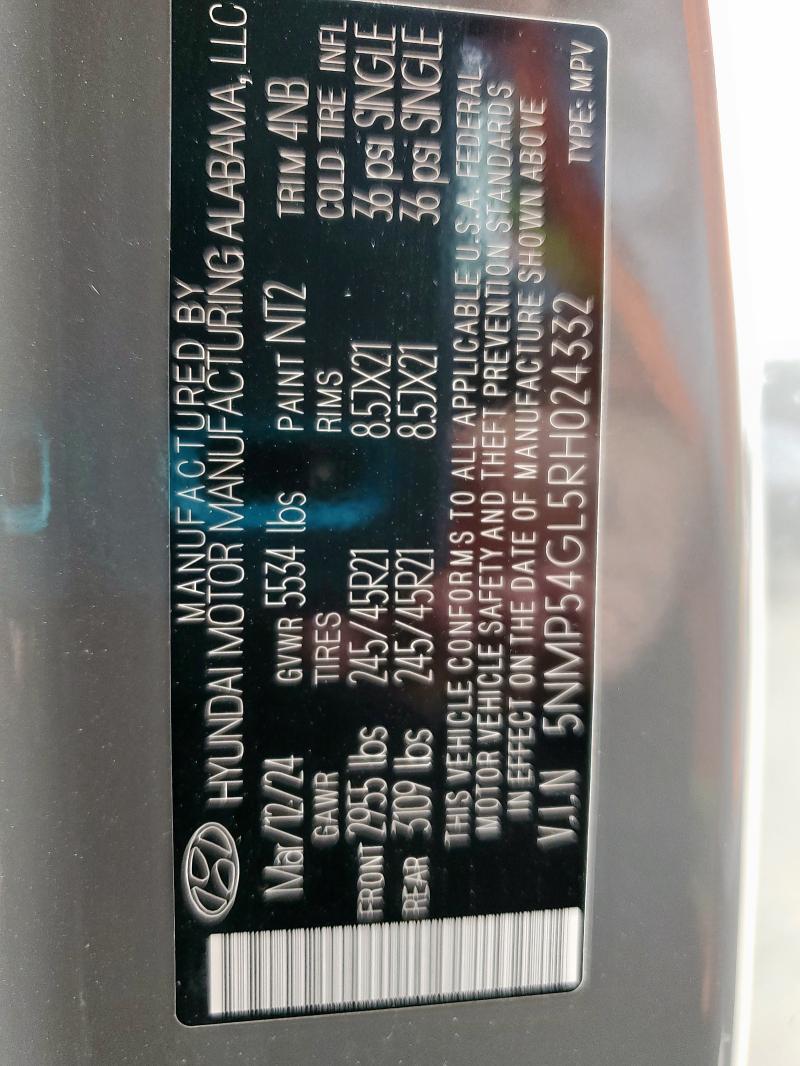 MANUFACTURED BY
HYUNDAI MOTOR MANUFACTURING ALABAMA, LLC
Mar/12/24 GVWR 5534 lbs PAINT NT2 TRIM 4NB
GAWR TIRES RIMS COLD TIRE INFL
FRONT 2955 lbs 245/45R21 8.5JX21 36 psi SINGLE
REAR 3109 lbs 245/45R21 8.5JX21 36 psi SINGLE
THIS VEHICLE CONFORMS TO ALL APPLICABLE U.S.A. FEDERAL
MOTOR VEHICLE SAFETY AND THEFT PREVENTION STANDARDS
IN EFFECT ON THE DATE OF MANUFACTURE SHOWN ABOVE
V.I.N 5NMP54GL5RH024332 TYPE: MPV